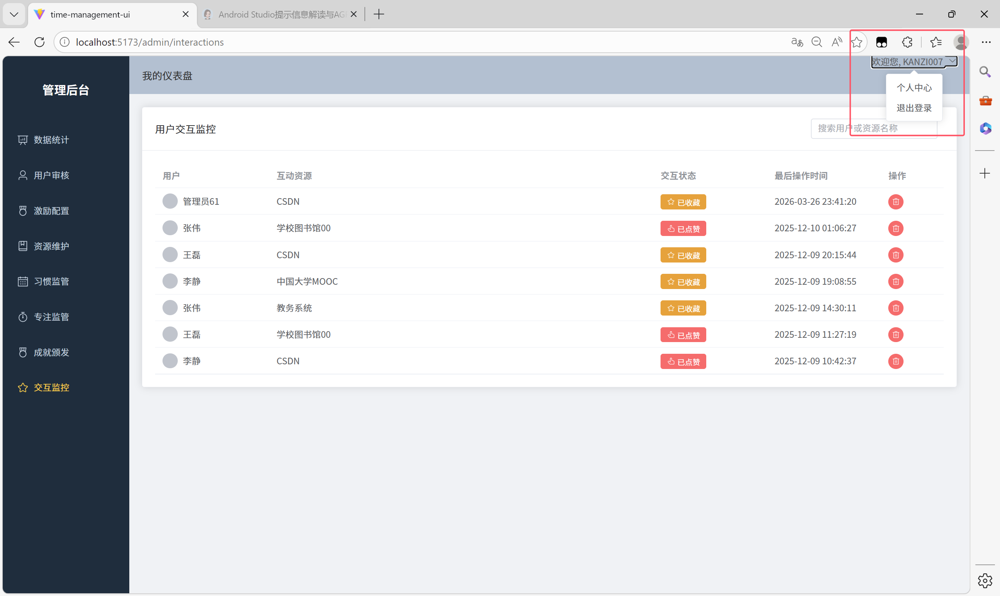 time-management-ui
Android Studio提示信息解读与AG
localhost:5173/admin/interactions
管理后台
数据统计
用户审核
激励配置
资源维护
习惯监管
专注监管
成就颁发
交互监控
我的仪表盘
欢迎您, KANZI007
个人中心
退出登录
用户交互监控
搜索用户或资源名称
用户 互动资源 交互状态 最后操作时间 操作
管理员61 CSDN 已收藏 2026-03-26 23:41:20
张伟 学校图书馆00 已点赞 2025-12-10 01:06:27
王磊 CSDN 已收藏 2025-12-09 20:15:44
李静 中国大学MOOC 已收藏 2025-12-09 19:08:55
张伟 教务系统 已收藏 2025-12-09 14:30:11
王磊 学校图书馆00 已点赞 2025-12-09 11:27:19
李静 CSDN 已点赞 2025-12-09 10:42:37